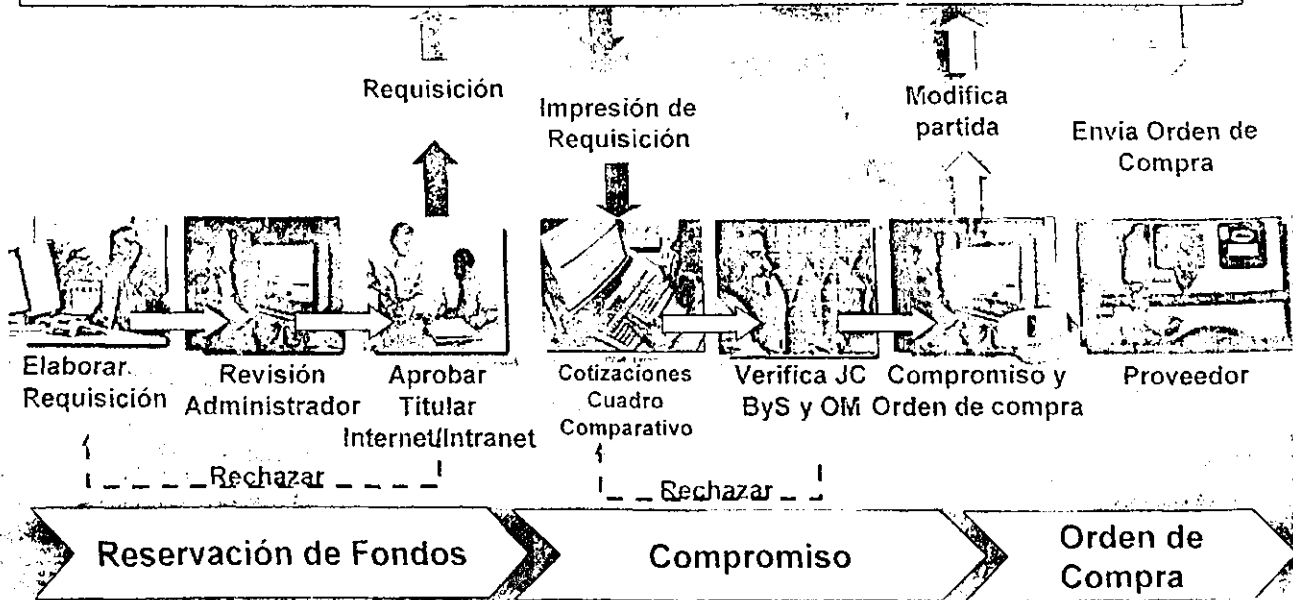 Requisición
Impresión de
Requisición
Modifica
partida
Envía Orden de
Compra
Elaborar.
Requisición
Revisión
Administrador
Aprobar
Titular
Internet/Intranet
Cotizaciones
Cuadro
Comparativo
Verifica JC
ByS y OM
Compromiso y
Orden de compra
Proveedor
Rechazar
Rechazar
Reservación de Fondos
Compromiso
Orden de
Compra